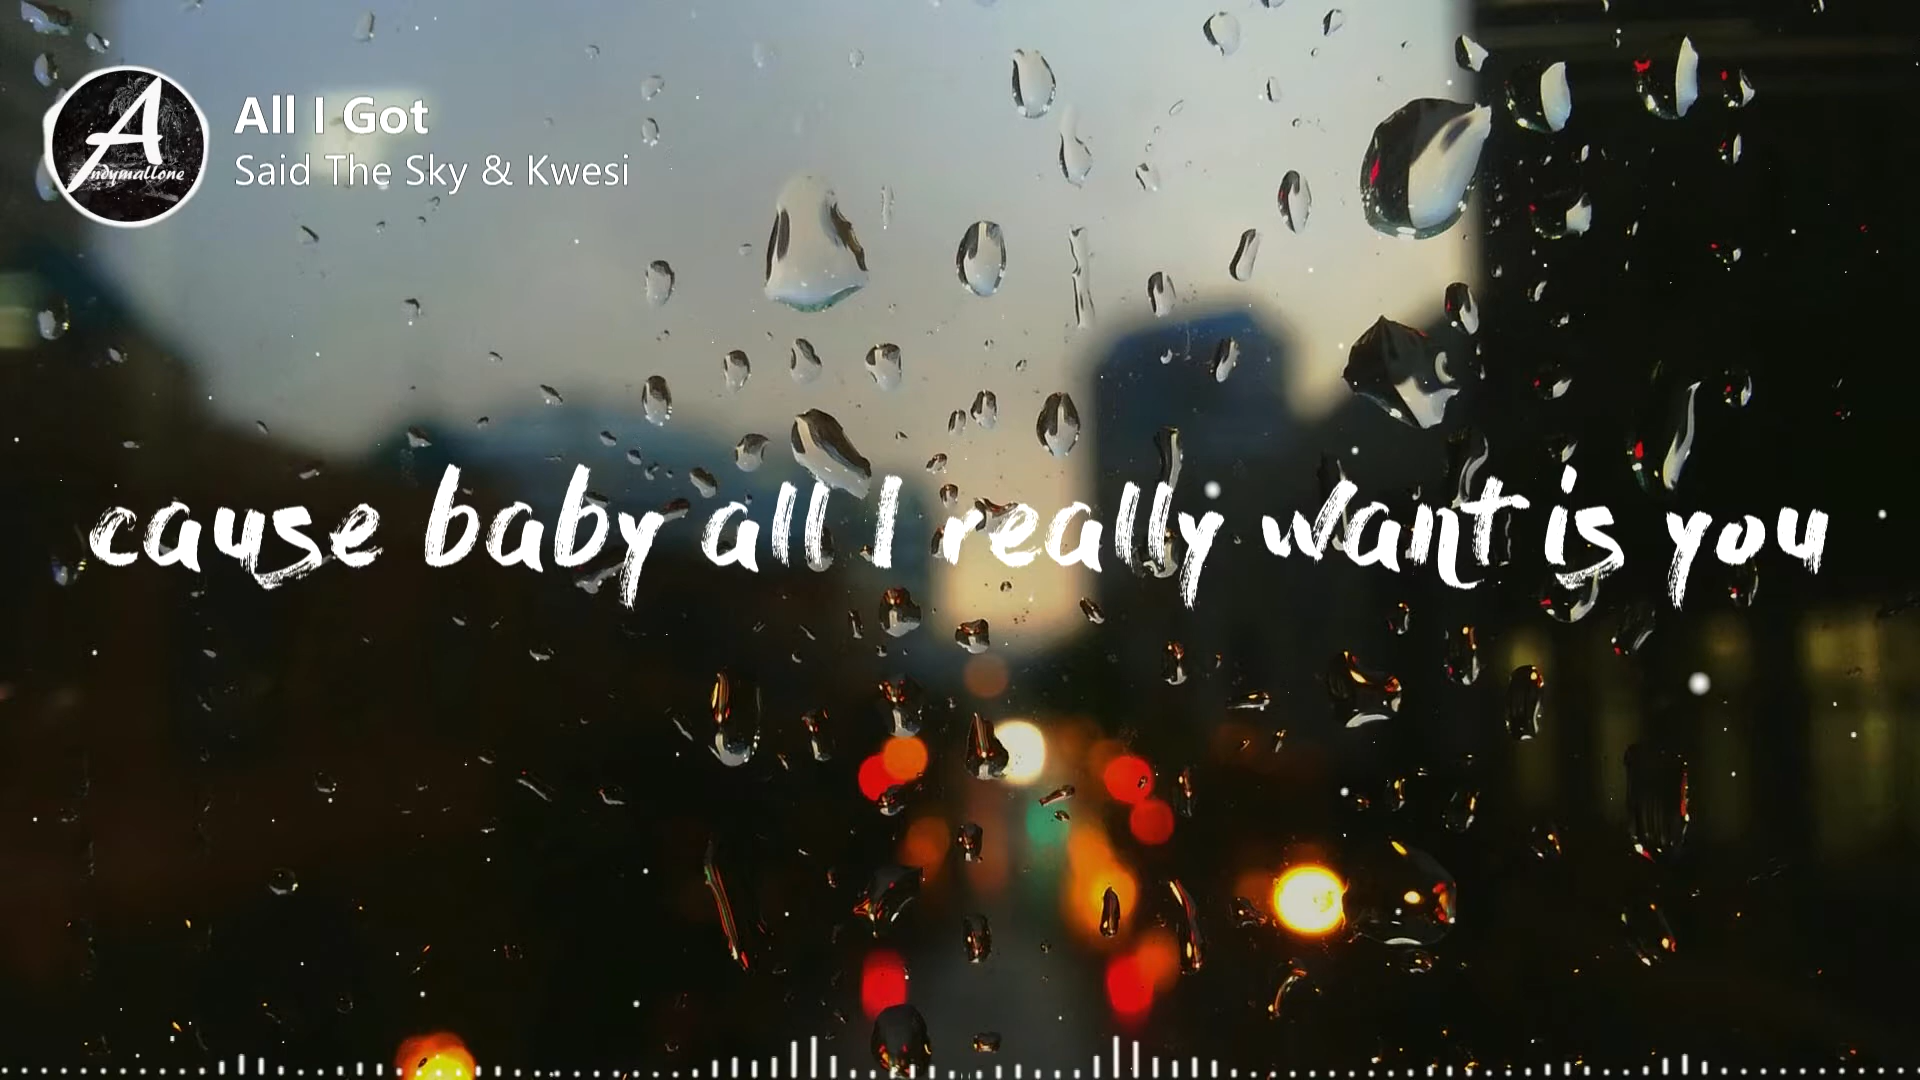 Andymallone
All I Got
Said The Sky & Kwesi
cause baby all I really want is you